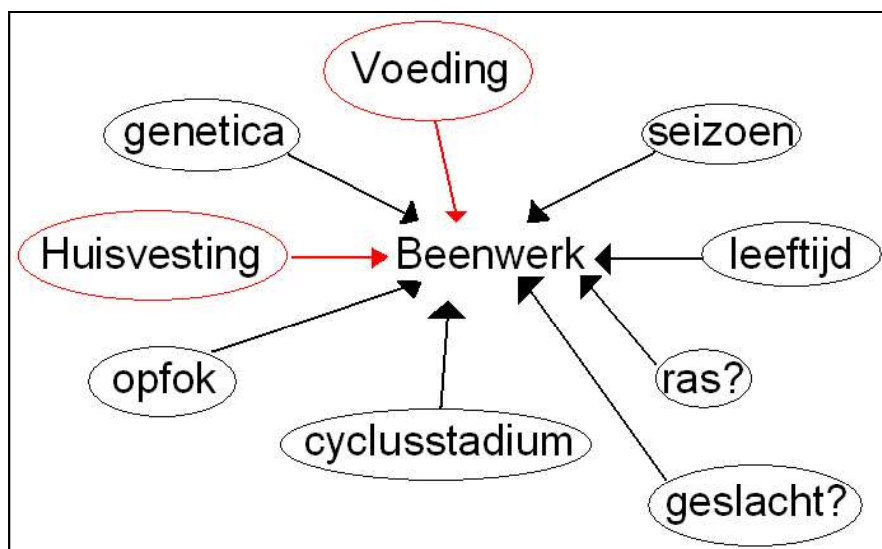 Voeding
genetica
seizoen
Huisvesting
Beenwerk
leeftijd
opfok
ras?
cyclusstadium
geslacht?